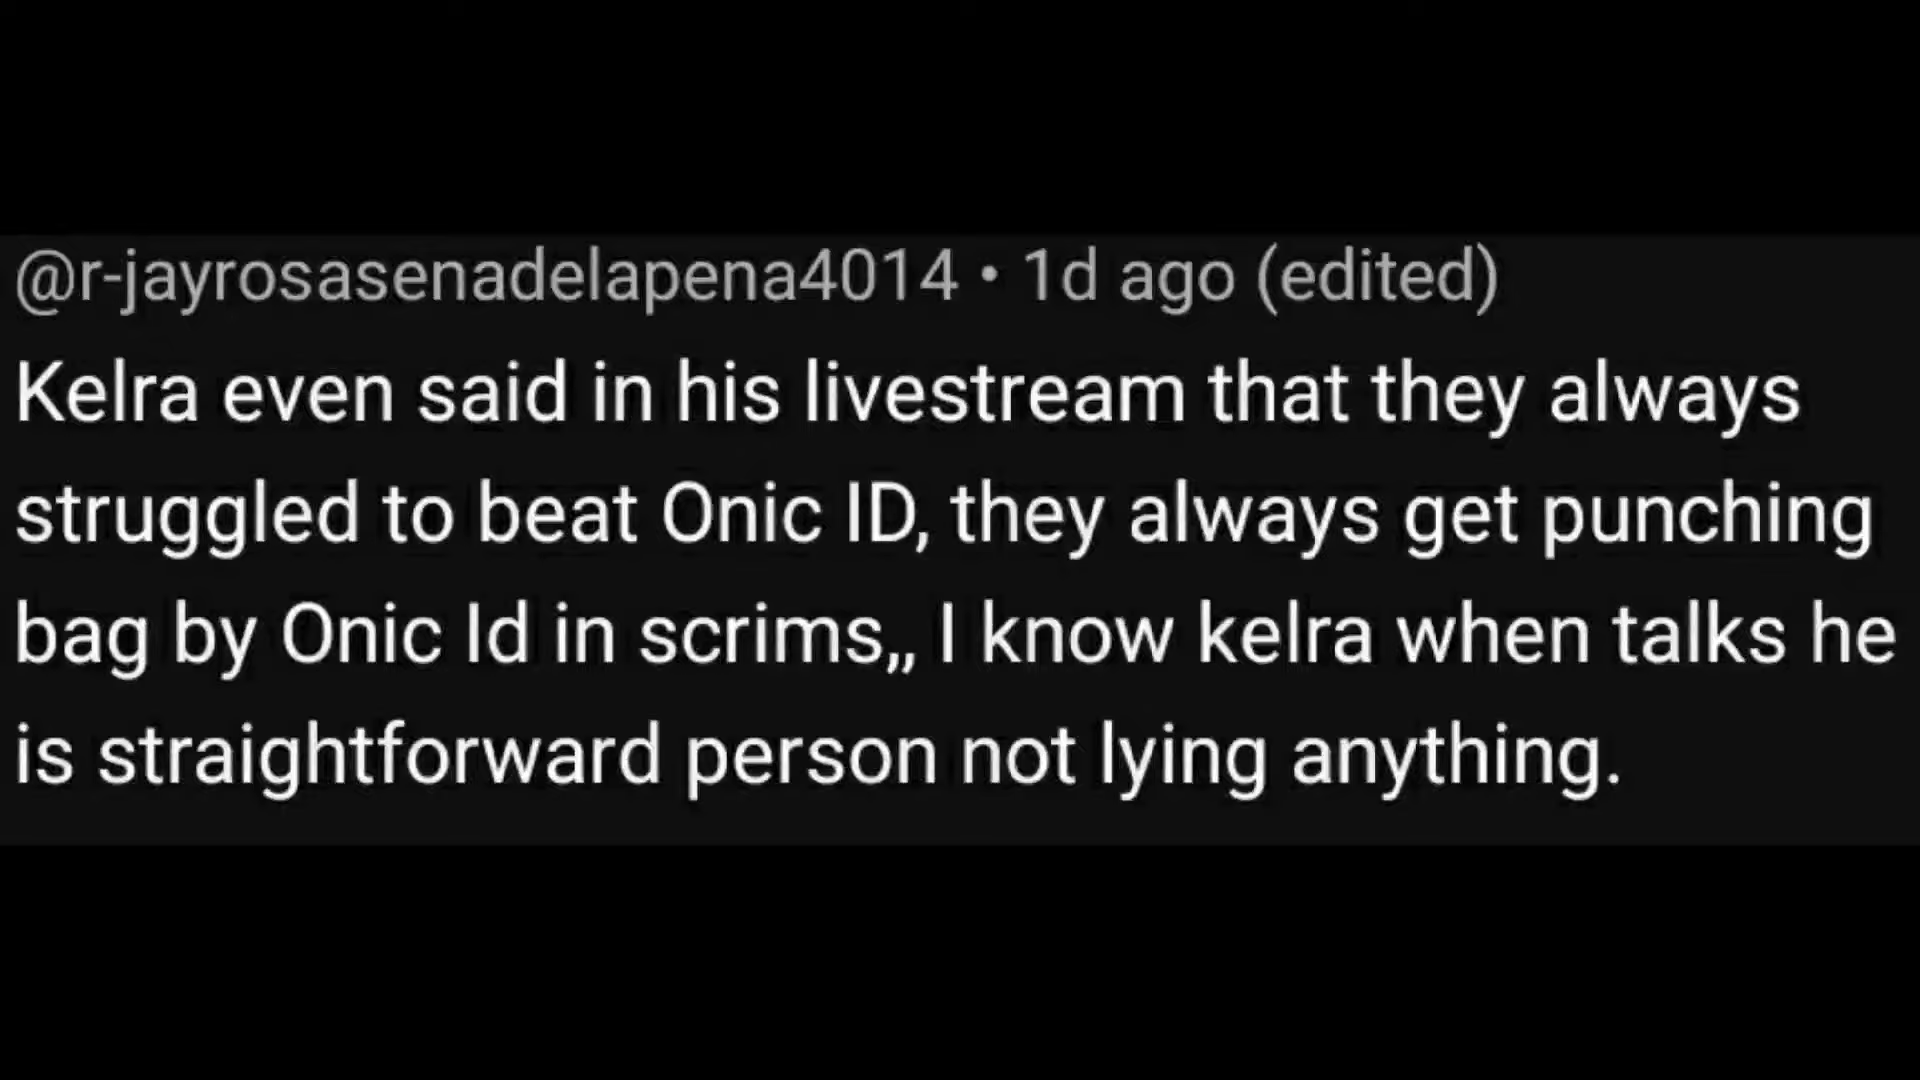 @r-jayrosasenadelapena4014 • 1d ago (edited)
Kelra even said in his livestream that they always
struggled to beat Onic ID, they always get punching
bag by Onic Id in scrims,, I know kelra when talks he
is straightforward person not lying anything.